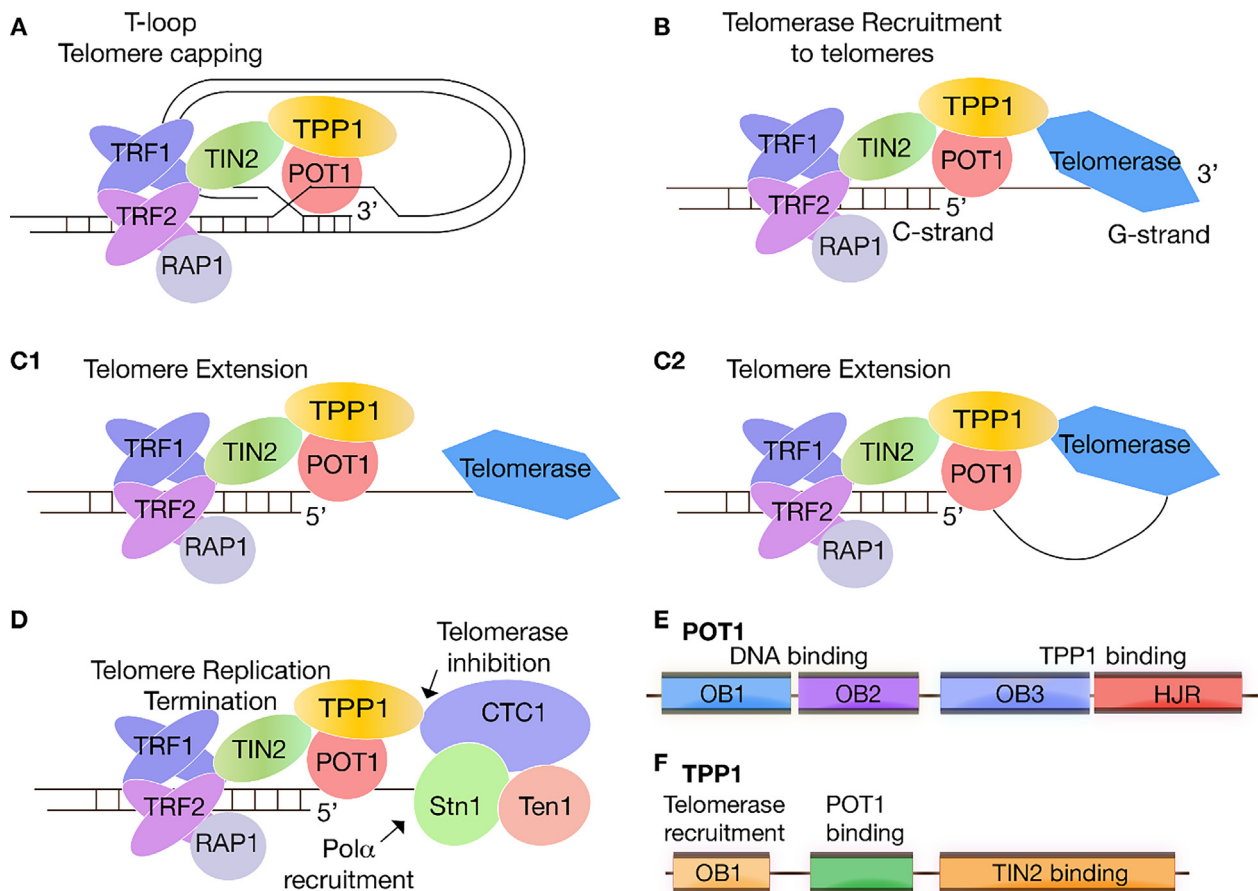 A
T-loop
Telomere capping
TRF1
TIN2
TPP1
POT1
TRF2
RAP1
3’
B
Telomerase Recruitment
to telomeres
TRF1
TIN2
TPP1
POT1
Telomerase
3’
TRF2
5’
RAP1
C-strand
G-strand
C1
Telomere Extension
TRF1
TIN2
TPP1
POT1
Telomerase
TRF2
5’
RAP1
C2
Telomere Extension
TRF1
TIN2
TPP1
POT1
Telomerase
TRF2
5’
RAP1
D
Telomere Replication
Termination
Telomerase
inhibition
TRF1
TIN2
TPP1
POT1
CTC1
TRF2
5’
Stn1
Ten1
RAP1
Polα
recruitment
E
POT1
DNA binding
TPP1 binding
OB1
OB2
OB3
HJR
F
TPP1
Telomerase
recruitment
POT1
binding
OB1
TIN2 binding